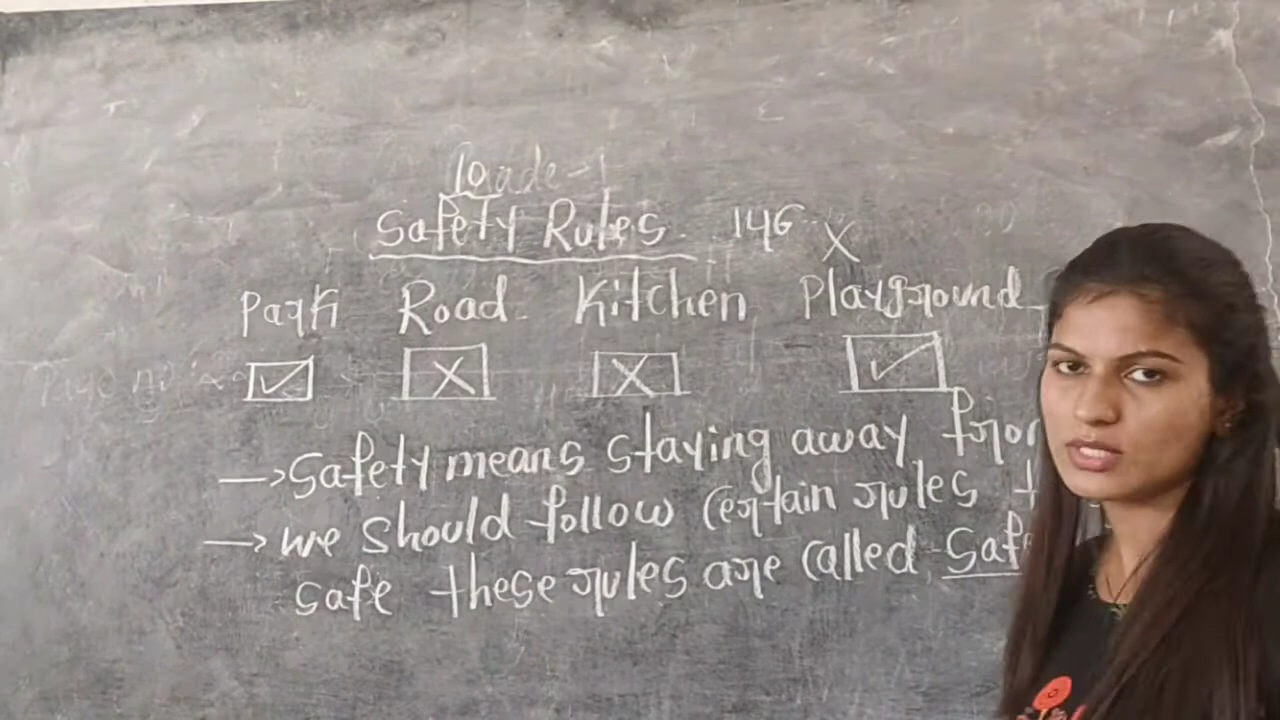 Grade-1
Safety Rules. 146 X
Park Road Kitchen Playground
✓ X X ✓
→ Safety means staying away from
→ we should follow certain rules
safe these rules are called